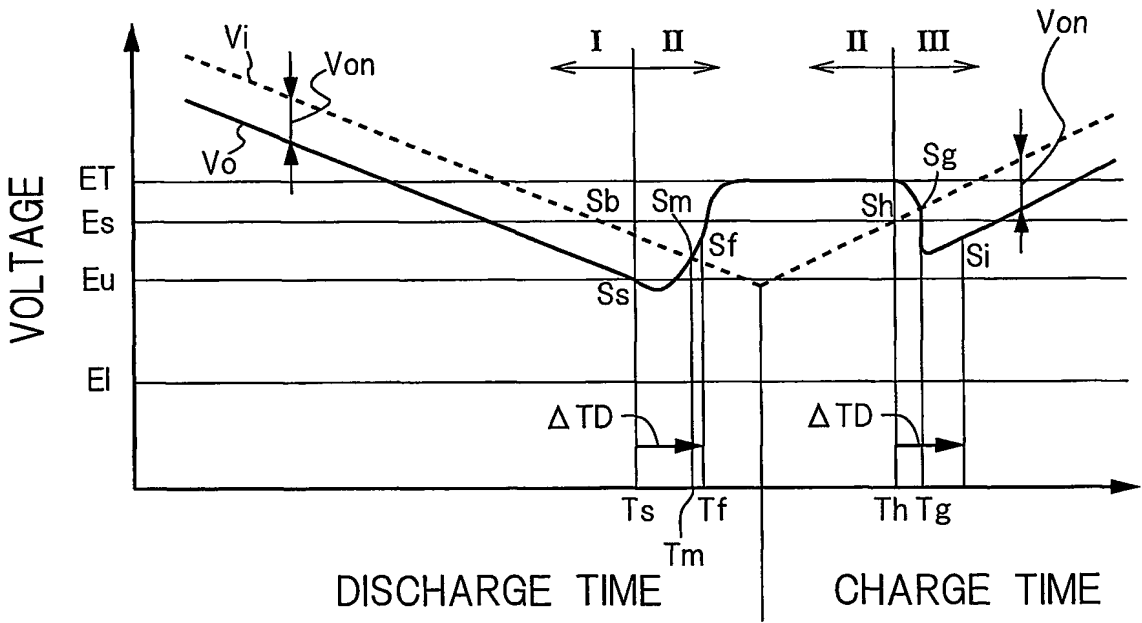 Vi
Von
I
II
II
III
Von
Vo
ET
Es
Eu
El
Sb
Sm
Sf
Ss
Sh
Sg
Si
VOLTAGE
ΔTD
ΔTD
Ts
Tf
Tm
Th
Tg
DISCHARGE TIME
CHARGE TIME